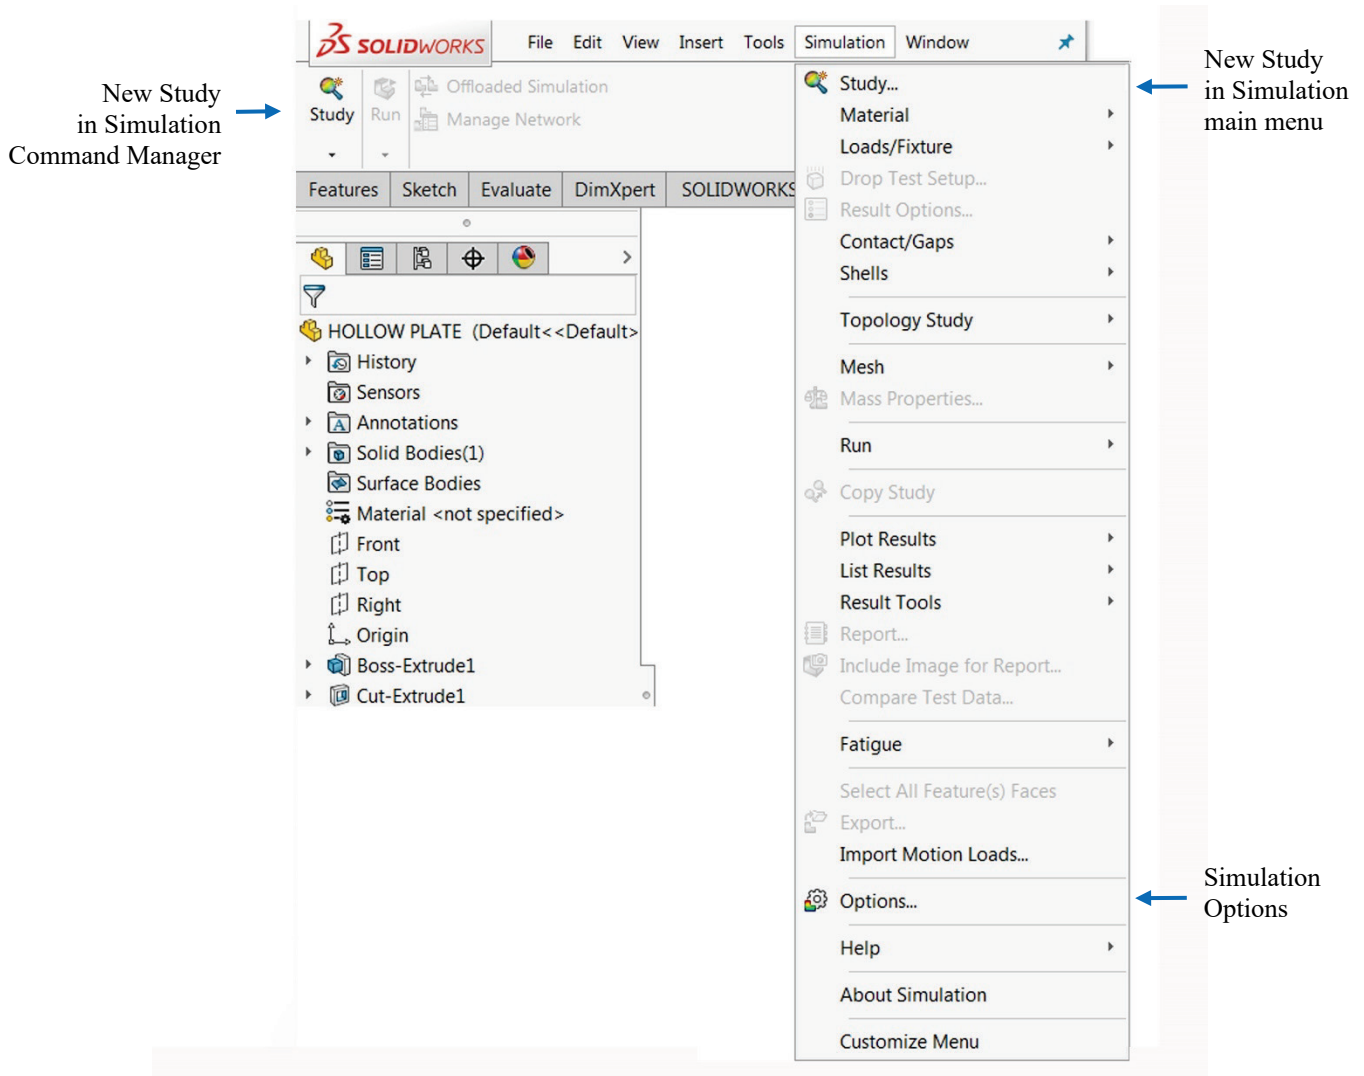 SOLIDWORKS File Edit View Insert Tools Simulation Window
New Study
in Simulation
Command Manager
Study
Run
Offloaded Simulation
Manage Network
Features Sketch Evaluate DimXpert SOLIDWORKS
HOLLOW PLATE (Default<<Default>
History
Sensors
A Annotations
Solid Bodies(1)
Surface Bodies
Material <not specified>
Front
Top
Right
Origin
Boss-Extrude1
Cut-Extrude1
Study...
Material
Loads/Fixture
Drop Test Setup...
Result Options...
Contact/Gaps
Shells
Topology Study
Mesh
Mass Properties...
Run
Copy Study
Plot Results
List Results
Result Tools
Report...
Include Image for Report...
Compare Test Data...
Fatigue
Select All Feature(s) Faces
Export...
Import Motion Loads...
Options...
Help
About Simulation
Customize Menu
New Study
in Simulation
main menu
Simulation
Options